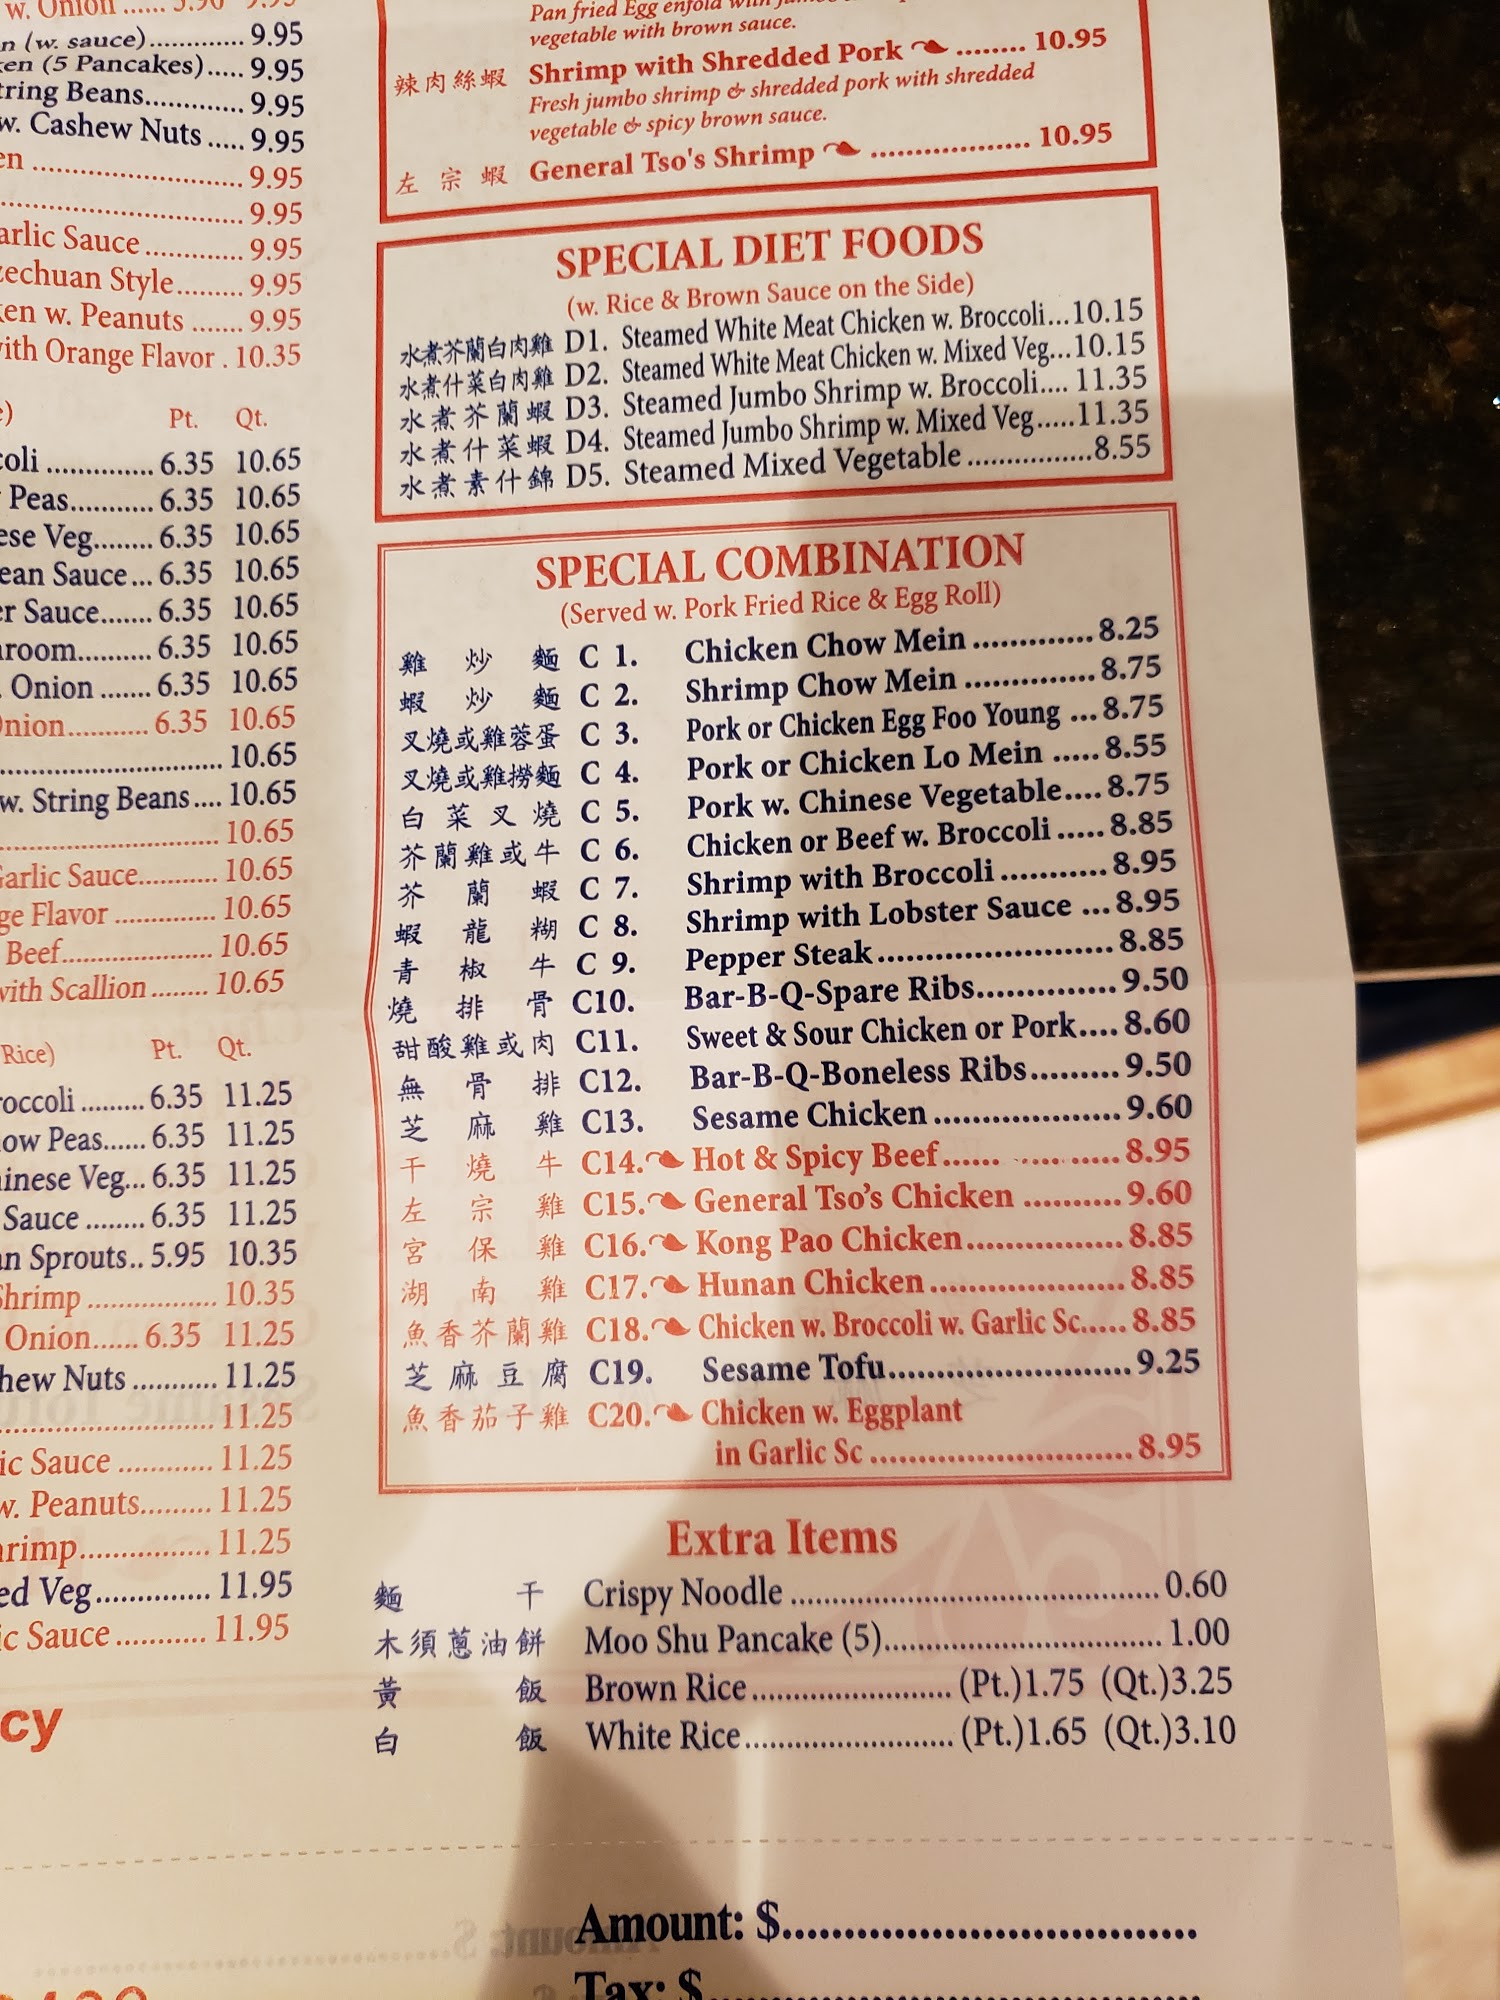 w. Onion
n (w. sauce)............. 9.95
ken (5 Pancakes)..... 9.95
tring Beans............. 9.95
w. Cashew Nuts ..... 9.95
en ............................ 9.95
................................. 9.95
arlic Sauce............. 9.95
zechuan Style......... 9.95
ken w. Peanuts ....... 9.95
with Orange Flavor . 10.35
e) Pt. Qt.
coli .............. 6.35 10.65
Peas........... 6.35 10.65
ese Veg........ 6.35 10.65
ean Sauce... 6.35 10.65
er Sauce....... 6.35 10.65
hroom.......... 6.35 10.65
. Onion ....... 6.35 10.65
Onion........... 6.35 10.65
............................. 10.65
w. String Beans.... 10.65
............................. 10.65
Garlic Sauce........... 10.65
ge Flavor .............. 10.65
Beef..................... 10.65
with Scallion ........ 10.65
Rice) Pt. Qt.
roccoli ......... 6.35 11.25
now Peas...... 6.35 11.25
hinese Veg... 6.35 11.25
Sauce ........ 6.35 11.25
an Sprouts.. 5.95 10.35
Shrimp ................. 10.35
Onion...... 6.35 11.25
shew Nuts ........... 11.25
............................. 11.25
lic Sauce ............. 11.25
w. Peanuts......... 11.25
hrimp................. 11.25
ed Veg............... 11.95
ic Sauce ............ 11.95
cy
Pan fried Egg enfold with
vegetable with brown sauce.
辣肉絲蝦 Shrimp with Shredded Pork ........ 10.95
Fresh jumbo shrimp & shredded pork with shredded
vegetable & spicy brown sauce.
左宗蝦 General Tso's Shrimp .................. 10.95
SPECIAL DIET FOODS
(w. Rice & Brown Sauce on the Side)
水煮芥蘭白肉雞 D1. Steamed White Meat Chicken w. Broccoli...10.15
水煮什菜白肉雞 D2. Steamed White Meat Chicken w. Mixed Veg...10.15
水煮芥蘭蝦 D3. Steamed Jumbo Shrimp w. Broccoli.... 11.35
水煮什菜蝦 D4. Steamed Jumbo Shrimp w. Mixed Veg.....11.35
水煮素什錦 D5. Steamed Mixed Vegetable ................8.55
SPECIAL COMBINATION
(Served w. Pork Fried Rice & Egg Roll)
雞炒麵 C 1. Chicken Chow Mein .............8.25
蝦炒麵 C 2. Shrimp Chow Mein ..............8.75
叉燒或雞蓉蛋 C 3. Pork or Chicken Egg Foo Young ...8.75
叉燒或雞撈麵 C 4. Pork or Chicken Lo Mein .....8.55
白菜叉燒 C 5. Pork w. Chinese Vegetable....8.75
芥蘭雞或牛 C 6. Chicken or Beef w. Broccoli .....8.85
芥蘭蝦 C 7. Shrimp with Broccoli ............8.95
蝦龍糊 C 8. Shrimp with Lobster Sauce ...8.95
青椒牛 C 9. Pepper Steak.........................8.85
燒排骨 C10. Bar-B-Q-Spare Ribs...............9.50
甜酸雞或肉 C11. Sweet & Sour Chicken or Pork....8.60
無骨排 C12. Bar-B-Q-Boneless Ribs.........9.50
芝麻雞 C13. Sesame Chicken ....................9.60
干燒牛 C14. Hot & Spicy Beef...... ..... .....8.95
左宗雞 C15. General Tso's Chicken ..........9.60
宮保雞 C16. Kong Pao Chicken.................8.85
湖南雞 C17. Hunan Chicken.....................8.85
魚香芥蘭雞 C18. Chicken w. Broccoli w. Garlic Sc..... 8.85
芝麻豆腐 C19. Sesame Tofu..........................9.25
魚香茄子雞 C20. Chicken w. Eggplant
in Garlic Sc ............................8.95
Extra Items
麵干 Crispy Noodle .......................................... 0.60
木須蔥油餅 Moo Shu Pancake (5)................................ 1.00
黃飯 Brown Rice....................... (Pt.)1.75 (Qt.)3.25
白飯 White Rice........................ (Pt.)1.65 (Qt.)3.10
Amount: $..................................
Tax: $........................................